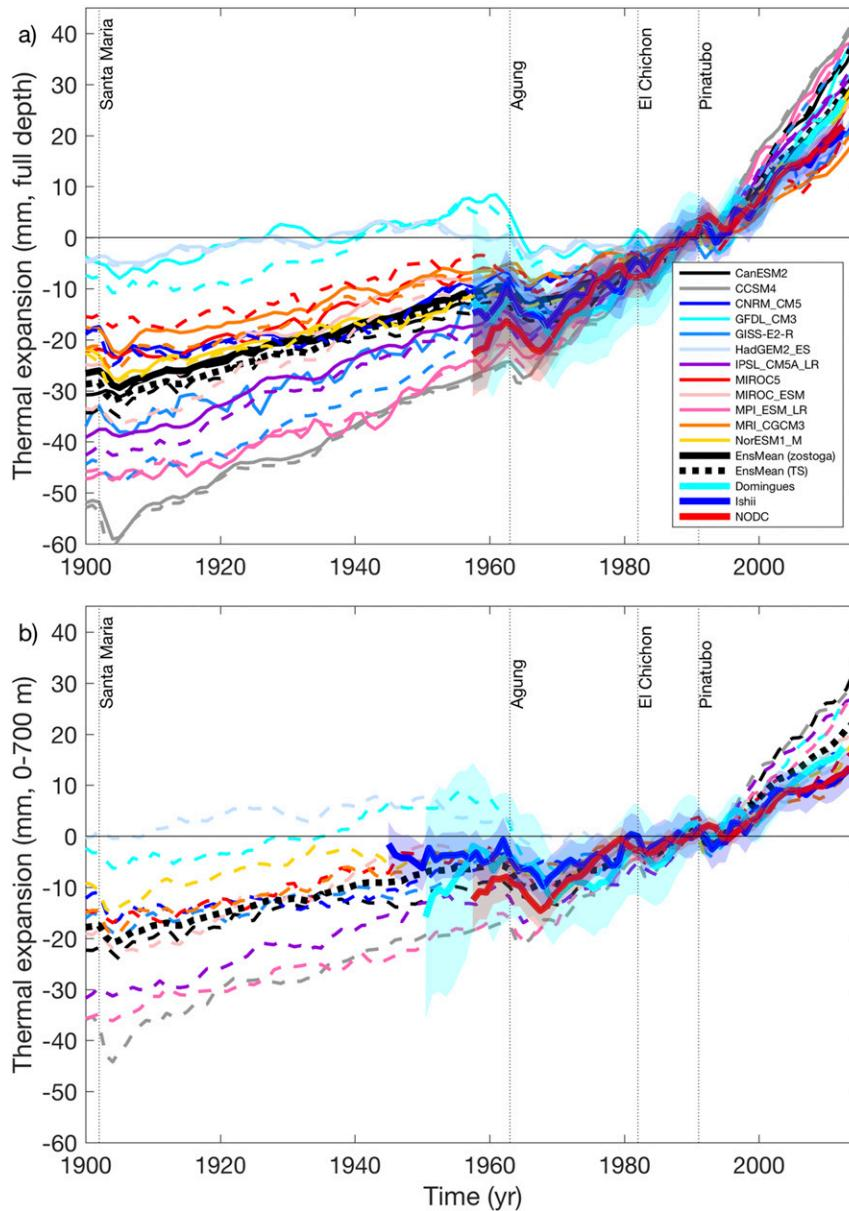 a)
Thermal expansion (mm, full depth)
40
30
20
10
0
-10
-20
-30
-40
-50
-60
Santa Maria
Agung
El Chichon
Pinatubo
CanESM2
CCSM4
CNRM_CM5
GFDL_CM3
GISS-E2-R
HadGEM2_ES
IPSL_CM5A_LR
MIROC5
MIROC_ESM
MPI_ESM_LR
MRI_CGCM3
NorESM1_M
EnsMean (zostoga)
EnsMean (TS)
Domingues
Ishii
NODC
1900 1920 1940 1960 1980 2000
b)
Thermal expansion (mm, 0-700 m)
40
30
20
10
0
-10
-20
-30
-40
-50
-60
Santa Maria
Agung
El Chichon
Pinatubo
1900 1920 1940 1960 1980 2000
Time (yr)